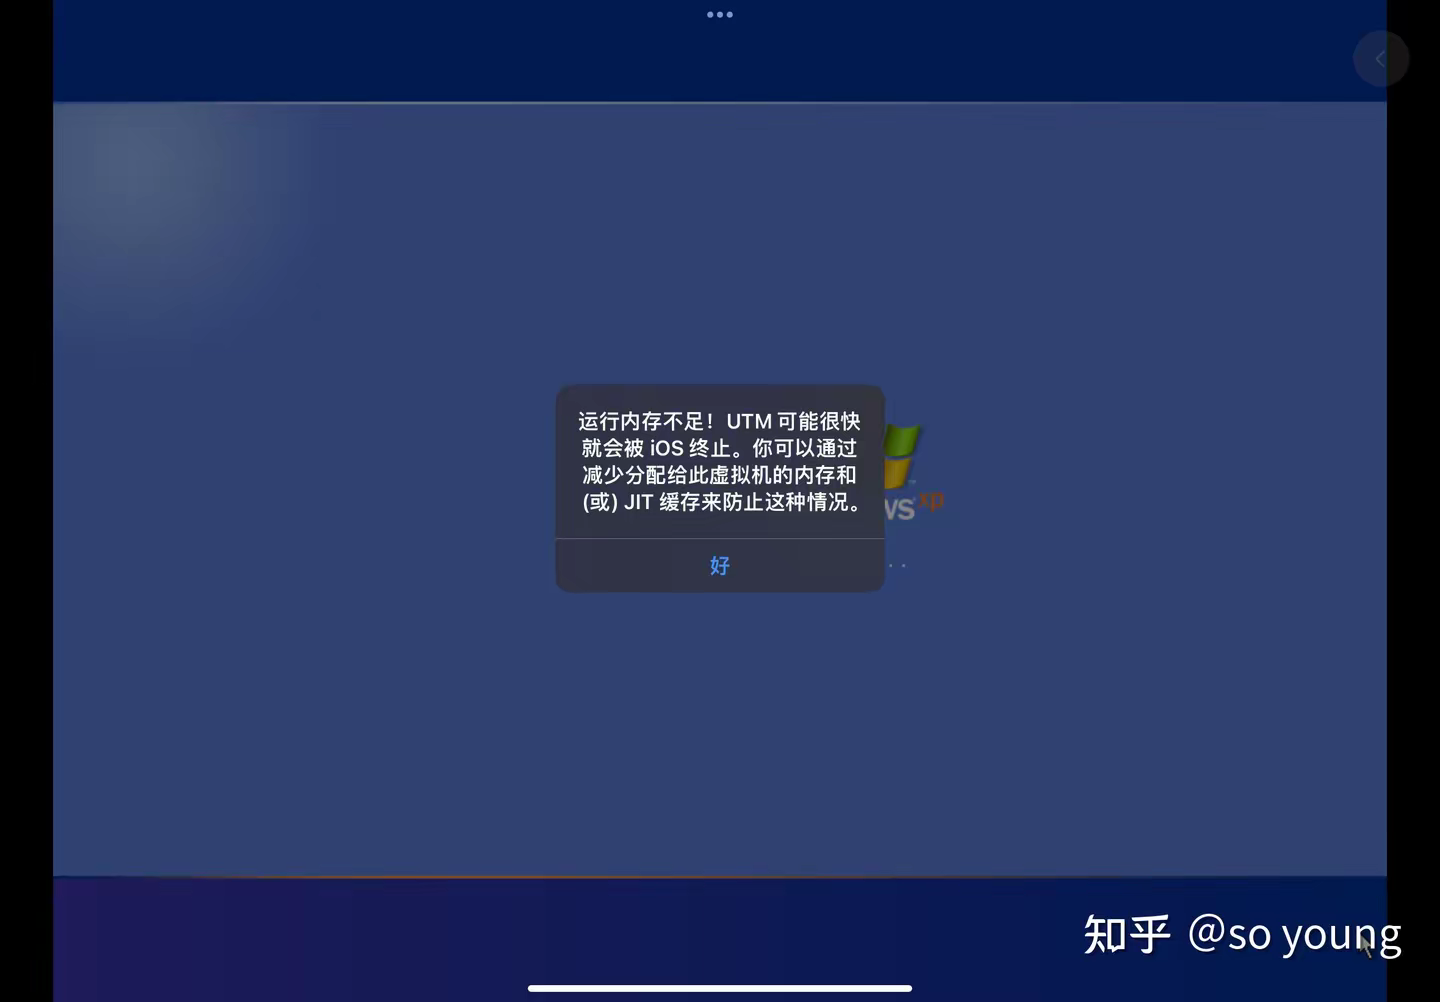 运行内存不足！UTM 可能很快
就会被 iOS 终止。你可以通过
减少分配给此虚拟机的内存和
(或) JIT 缓存来防止这种情况。
ws xp
好
知乎 @so young